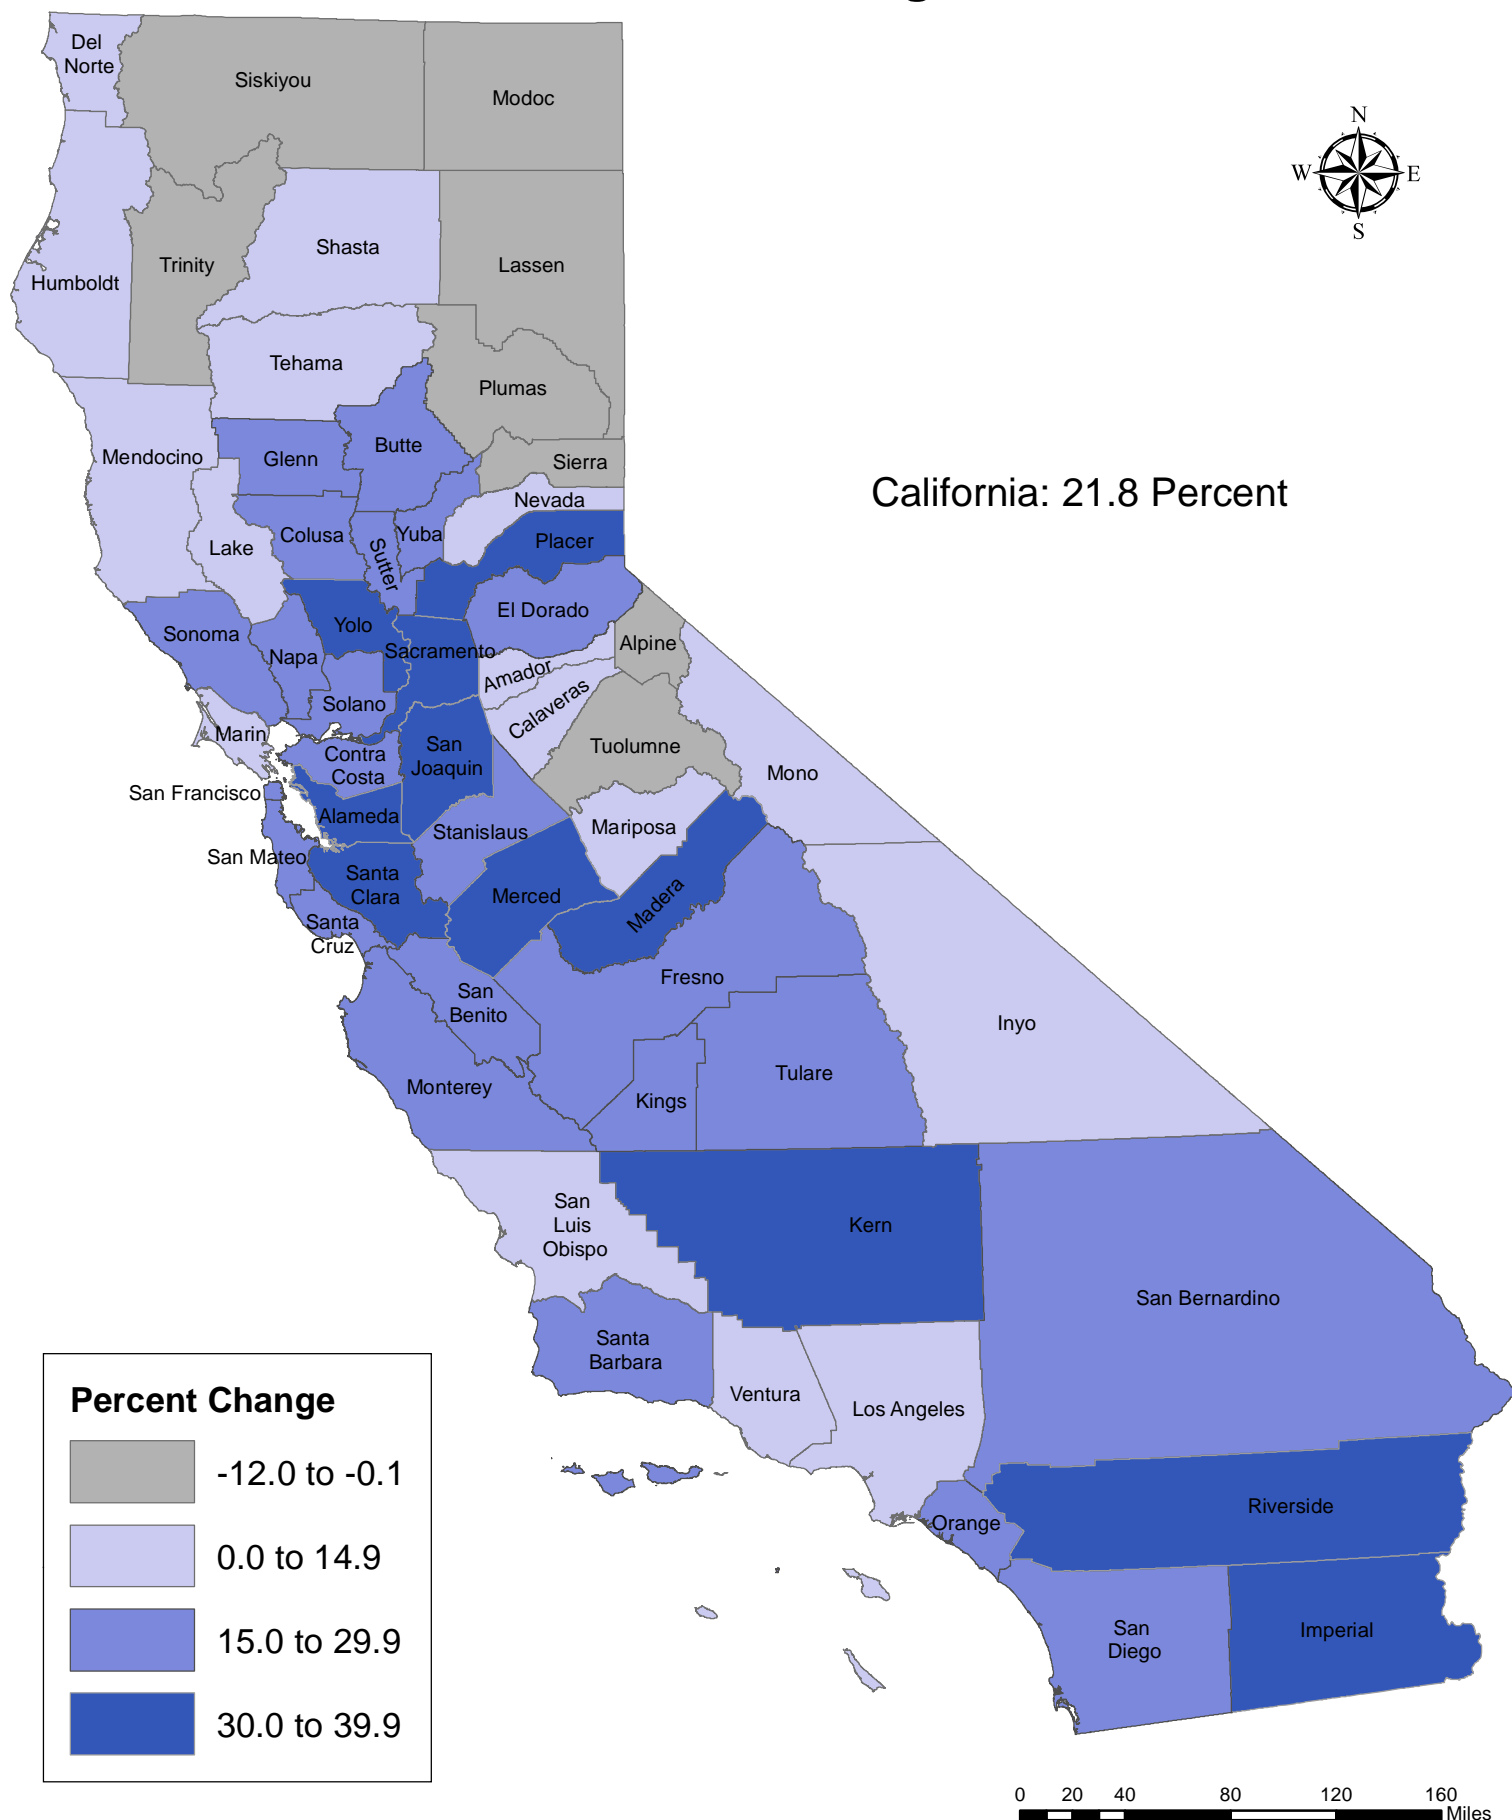 Del
Norte
Siskiyou
Modoc
N
W
E
S
Humboldt
Trinity
Shasta
Lassen
Tehama
Plumas
Mendocino
Glenn
Butte
Sierra
Nevada
California: 21.8 Percent
Lake
Colusa
Sutter
Yuba
Placer
Sonoma
Napa
Yolo
Sacramento
El Dorado
Alpine
Amador
Calaveras
Solano
Marin
Contra
Costa
San
Joaquin
Tuolumne
Mono
San Francisco
Alameda
Stanislaus
Mariposa
San Mateo
Santa
Clara
Merced
Madera
Santa
Cruz
Fresno
San
Benito
Inyo
Monterey
Kings
Tulare
San
Luis
Obispo
Kern
San Bernardino
Santa
Barbara
Ventura
Los Angeles
Orange
Riverside
San
Diego
Imperial
Percent Change
-12.0 to -0.1
0.0 to 14.9
15.0 to 29.9
30.0 to 39.9
0 20 40 80 120 160
Miles